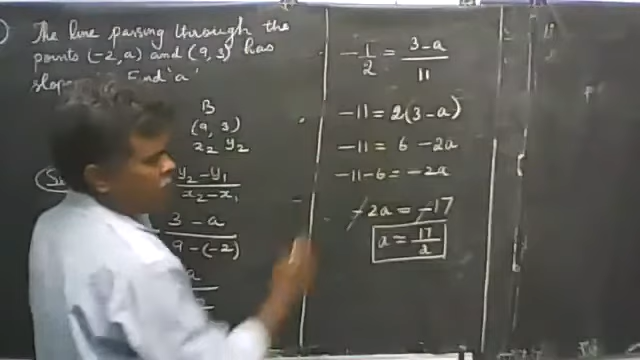 The line passing through the
points (-2, a) and (9, 3) has
slope Find 'a'
B
(9, 3)
x₂ y₂
y₂ - y₁ / x₂ - x₁
3 - a / 9 - (-2)
a
-1/2 = 3 - a / 11
-11 = 2(3 - a)
-11 = 6 - 2a
-11 - 6 = -2a
-2a = -17
a = 17/2